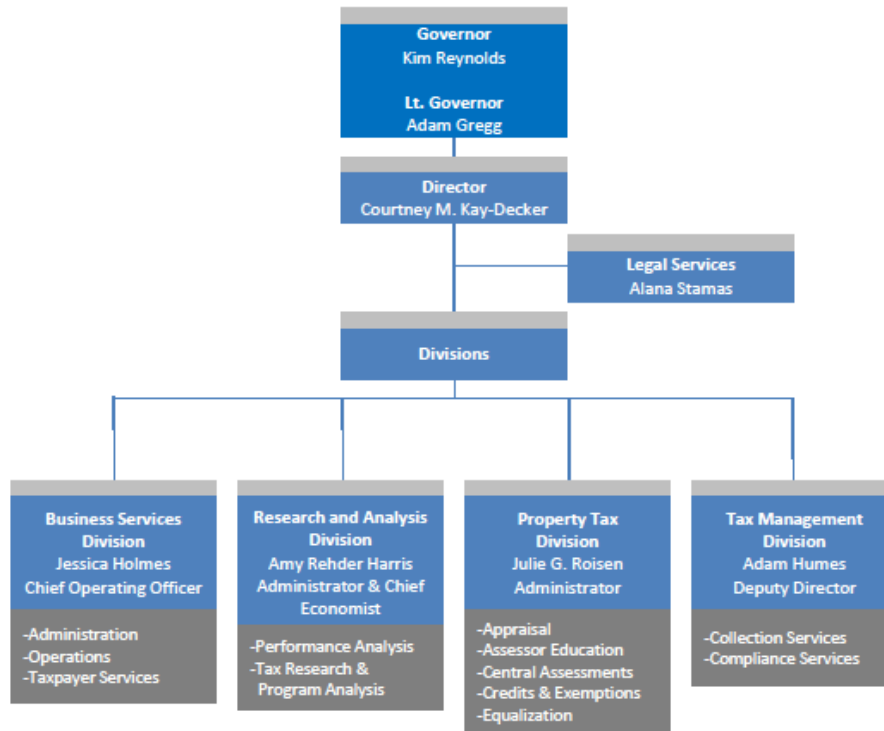 Governor
Kim Reynolds
Lt. Governor
Adam Gregg
Director
Courtney M. Kay-Decker
Legal Services
Alana Stamas
Divisions
Business Services
Division
Jessica Holmes
Chief Operating Officer
-Administration
-Operations
-Taxpayer Services
Research and Analysis
Division
Amy Rehder Harris
Administrator & Chief
Economist
-Performance Analysis
-Tax Research &
Program Analysis
Property Tax
Division
Julie G. Roisen
Administrator
-Appraisal
-Assessor Education
-Central Assessments
-Credits & Exemptions
-Equalization
Tax Management
Division
Adam Humes
Deputy Director
-Collection Services
-Compliance Services